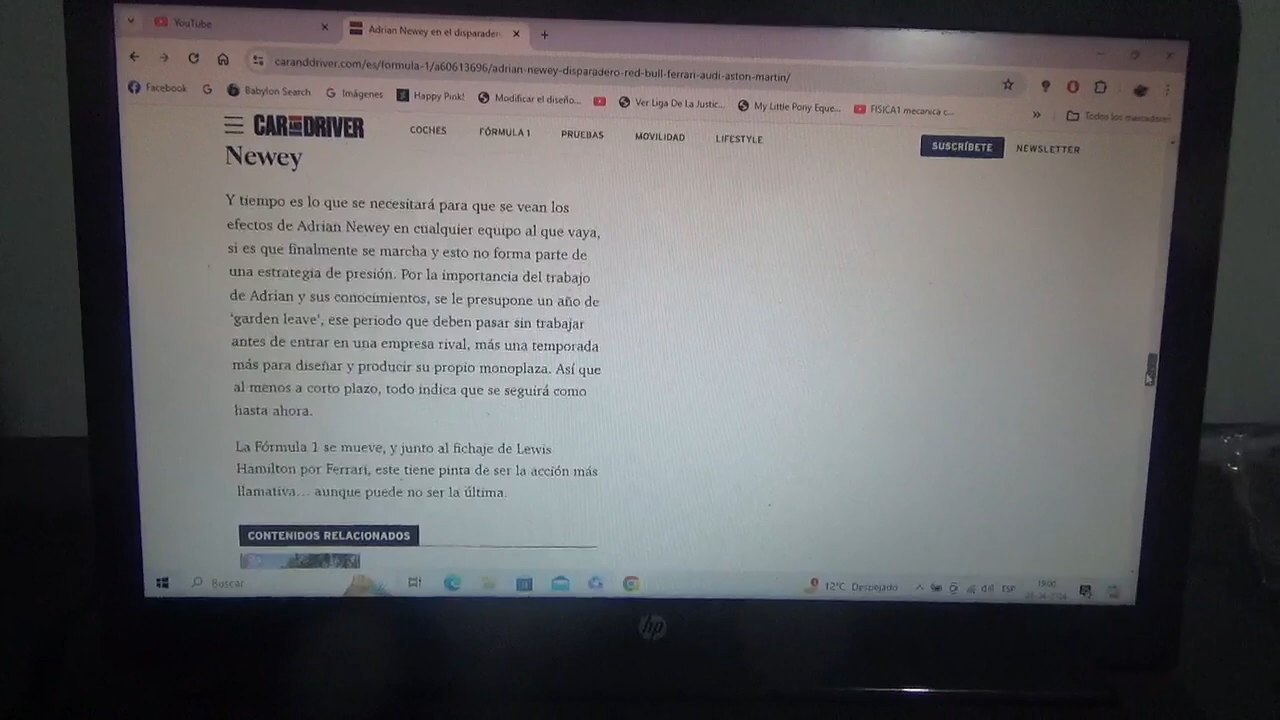 YouTube
Adrian Newey en el disparader
caranddriver.com/es/formula-1/a60613696/adrian-newey-disparadero-red-bull-ferrari-audi-aston-martin/
Facebook
G
Babylon Search
Imágenes
Happy Pink!
Modificar el diseño...
Ver Liga De La Justic...
My Little Pony Eque...
FISICA1 mecanica c...
»
Todos los marcadores
CAR AND DRIVER
COCHES
FÓRMULA 1
PRUEBAS
MOVILIDAD
LIFESTYLE
SUSCRÍBETE
NEWSLETTER
Newey
Y tiempo es lo que se necesitará para que se vean los
efectos de Adrian Newey en cualquier equipo al que vaya,
si es que finalmente se marcha y esto no forma parte de
una estrategia de presión. Por la importancia del trabajo
de Adrian y sus conocimientos, se le presupone un año de
‘garden leave’, ese periodo que deben pasar sin trabajar
antes de entrar en una empresa rival, más una temporada
más para diseñar y producir su propio monoplaza. Así que
al menos a corto plazo, todo indica que se seguirá como
hasta ahora.
La Fórmula 1 se mueve, y junto al fichaje de Lewis
Hamilton por Ferrari, este tiene pinta de ser la acción más
llamativa... aunque puede no ser la última.
CONTENIDOS RELACIONADOS
Buscar
12°C Despejado
ESP
hp